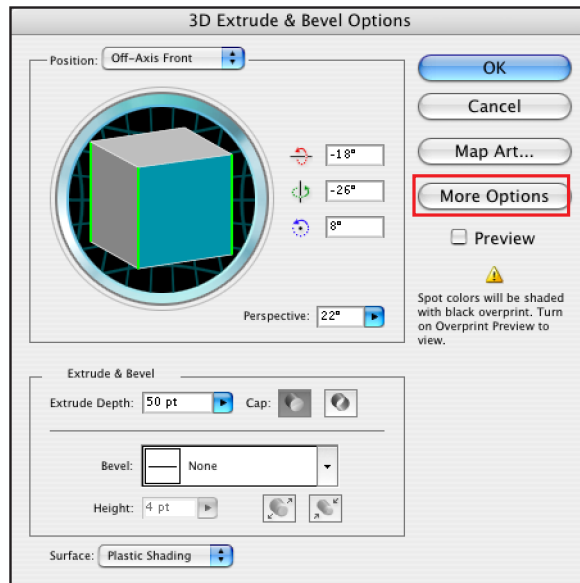 3D Extrude & Bevel Options
Position: Off-Axis Front
OK
Cancel
Map Art...
More Options
Preview
-18°
-26°
8°
Perspective: 22°
Spot colors will be shaded
with black overprint. Turn
on Overprint Preview to
view.
Extrude & Bevel
Extrude Depth: 50 pt Cap:
Bevel: None
Height: 4 pt
Surface: Plastic Shading